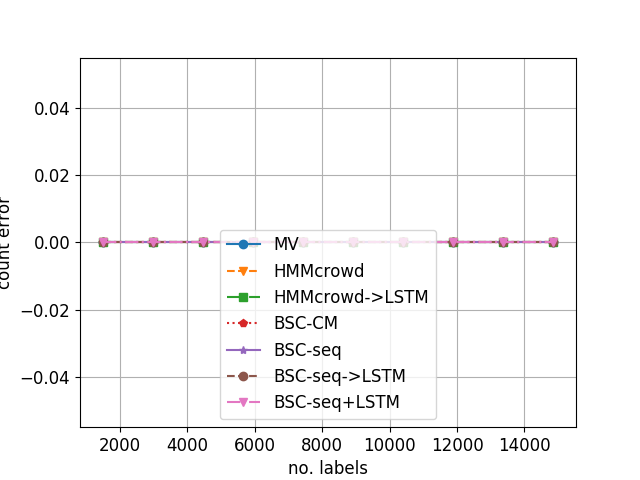 0.04
0.02
0.00
−0.02
−0.04
count error
MV
HMMcrowd
HMMcrowd->LSTM
BSC-CM
BSC-seq
BSC-seq->LSTM
BSC-seq+LSTM
2000 4000 6000 8000 10000 12000 14000
no. labels